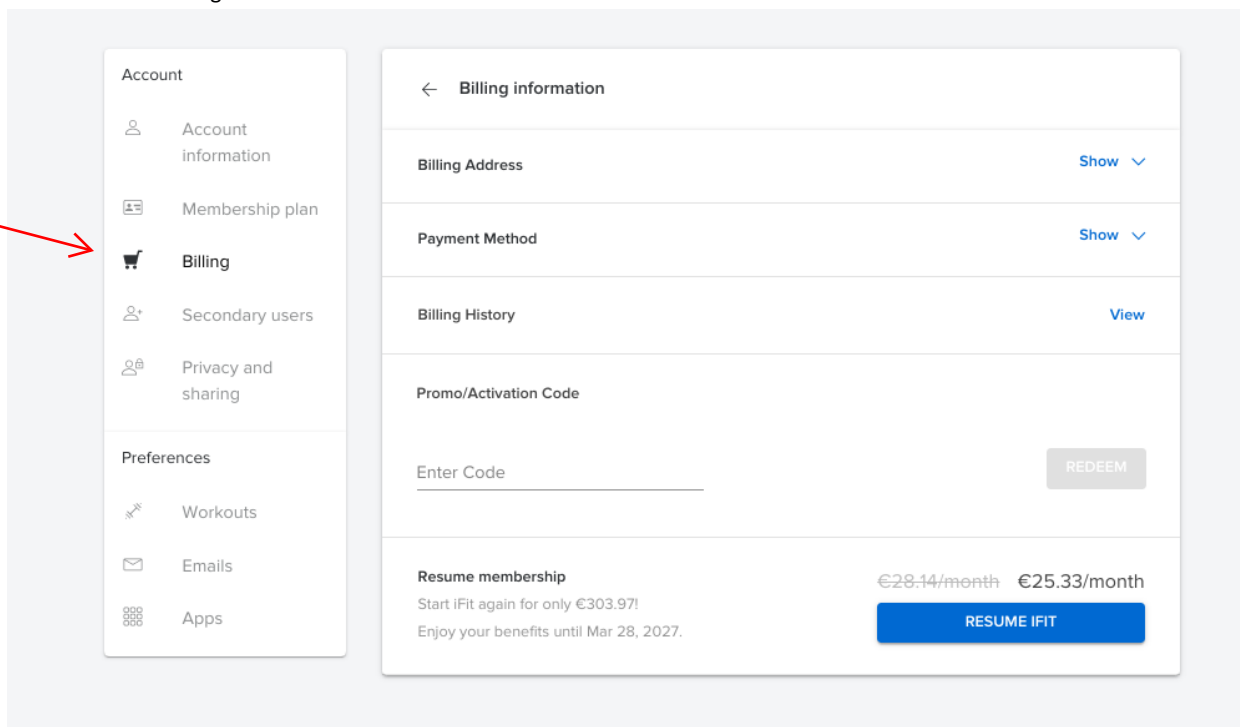 Account
Account
information
Membership plan
Billing
Secondary users
Privacy and
sharing
Preferences
Workouts
Emails
Apps
Billing information
Billing Address
Show
Payment Method
Show
Billing History
View
Promo/Activation Code
Enter Code
REDEEM
Resume membership
Start iFit again for only €303.97!
Enjoy your benefits until Mar 28, 2027.
€28.14/month €25.33/month
RESUME IFIT